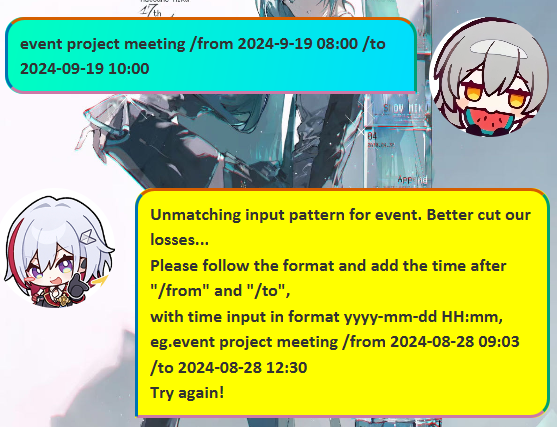 17th
event project meeting /from 2024-9-19 08:00 /to
2024-09-19 10:00
04
Unmatching input pattern for event. Better cut our
losses...
Please follow the format and add the time after
"/from" and "/to",
with time input in format yyyy-mm-dd HH:mm,
eg.event project meeting /from 2024-08-28 09:03
/to 2024-08-28 12:30
Try again!